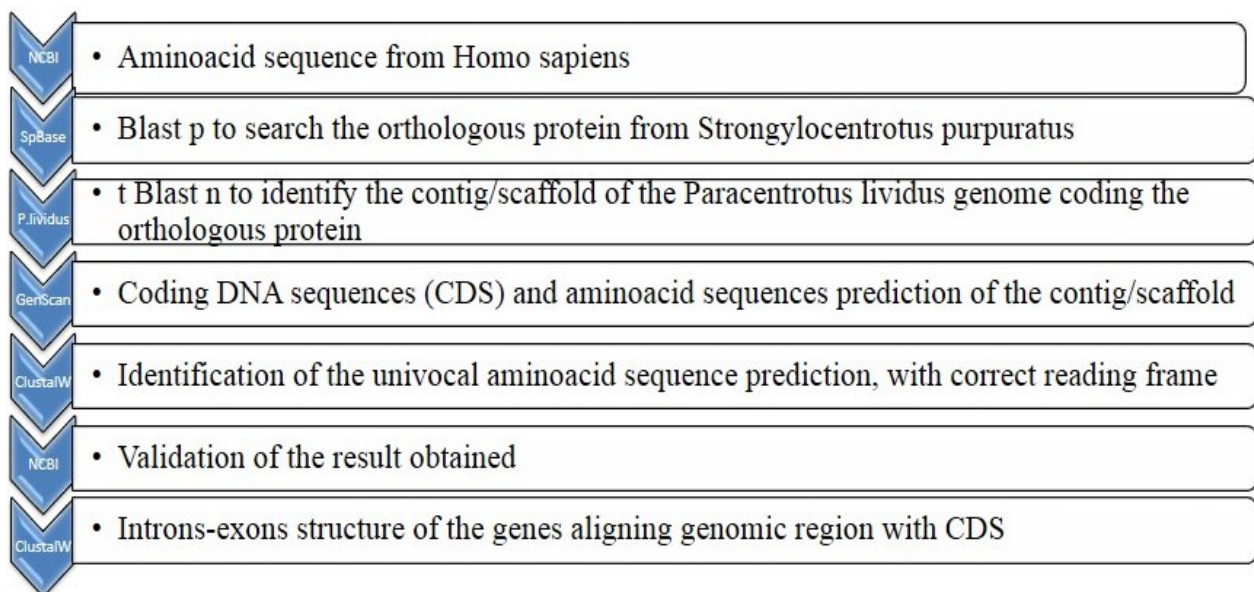 NCBI
• Aminoacid sequence from Homo sapiens
SpBase
• Blast p to search the orthologous protein from Strongylocentrotus purpuratus
P.lividus
• t Blast n to identify the contig/scaffold of the Paracentrotus lividus genome coding the
orthologous protein
GenScan
• Coding DNA sequences (CDS) and aminoacid sequences prediction of the contig/scaffold
ClustalW
• Identification of the univocal aminoacid sequence prediction, with correct reading frame
NCBI
• Validation of the result obtained
ClustalW
• Introns-exons structure of the genes aligning genomic region with CDS